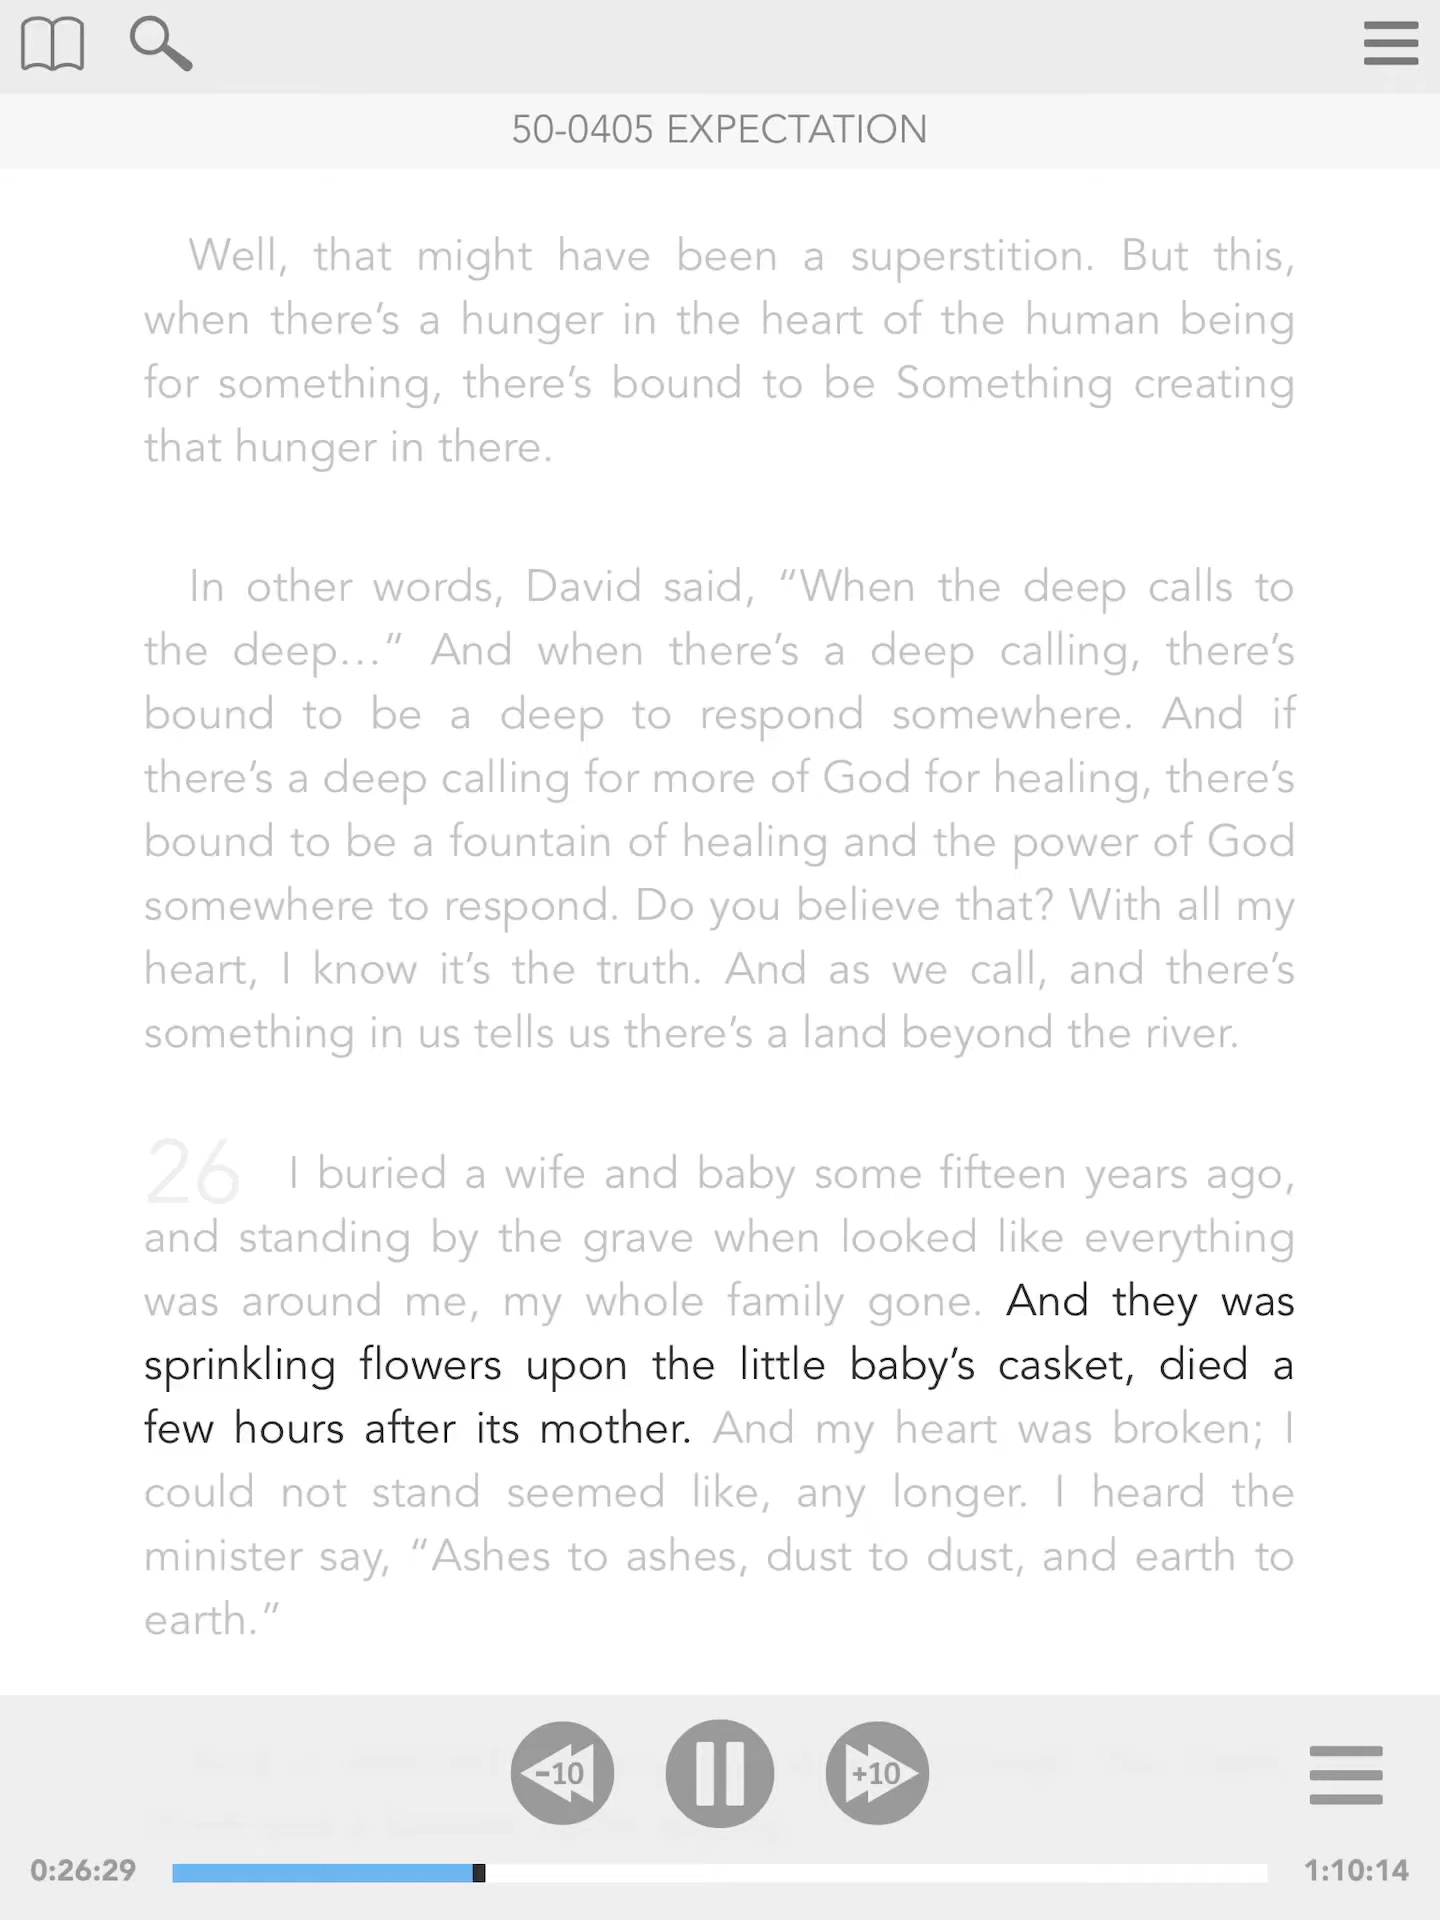 50-0405 EXPECTATION
Well, that might have been a superstition. But this,
when there’s a hunger in the heart of the human being
for something, there’s bound to be Something creating
that hunger in there.
In other words, David said, “When the deep calls to
the deep…” And when there’s a deep calling, there’s
bound to be a deep to respond somewhere. And if
there’s a deep calling for more of God for healing, there’s
bound to be a fountain of healing and the power of God
somewhere to respond. Do you believe that? With all my
heart, I know it’s the truth. And as we call, and there’s
something in us tells us there’s a land beyond the river.
26 I buried a wife and baby some fifteen years ago,
and standing by the grave when looked like everything
was around me, my whole family gone. And they was
sprinkling flowers upon the little baby’s casket, died a
few hours after its mother. And my heart was broken; I
could not stand seemed like, any longer. I heard the
minister say, “Ashes to ashes, dust to dust, and earth to
earth.”
-10 +10
0:26:29 1:10:14